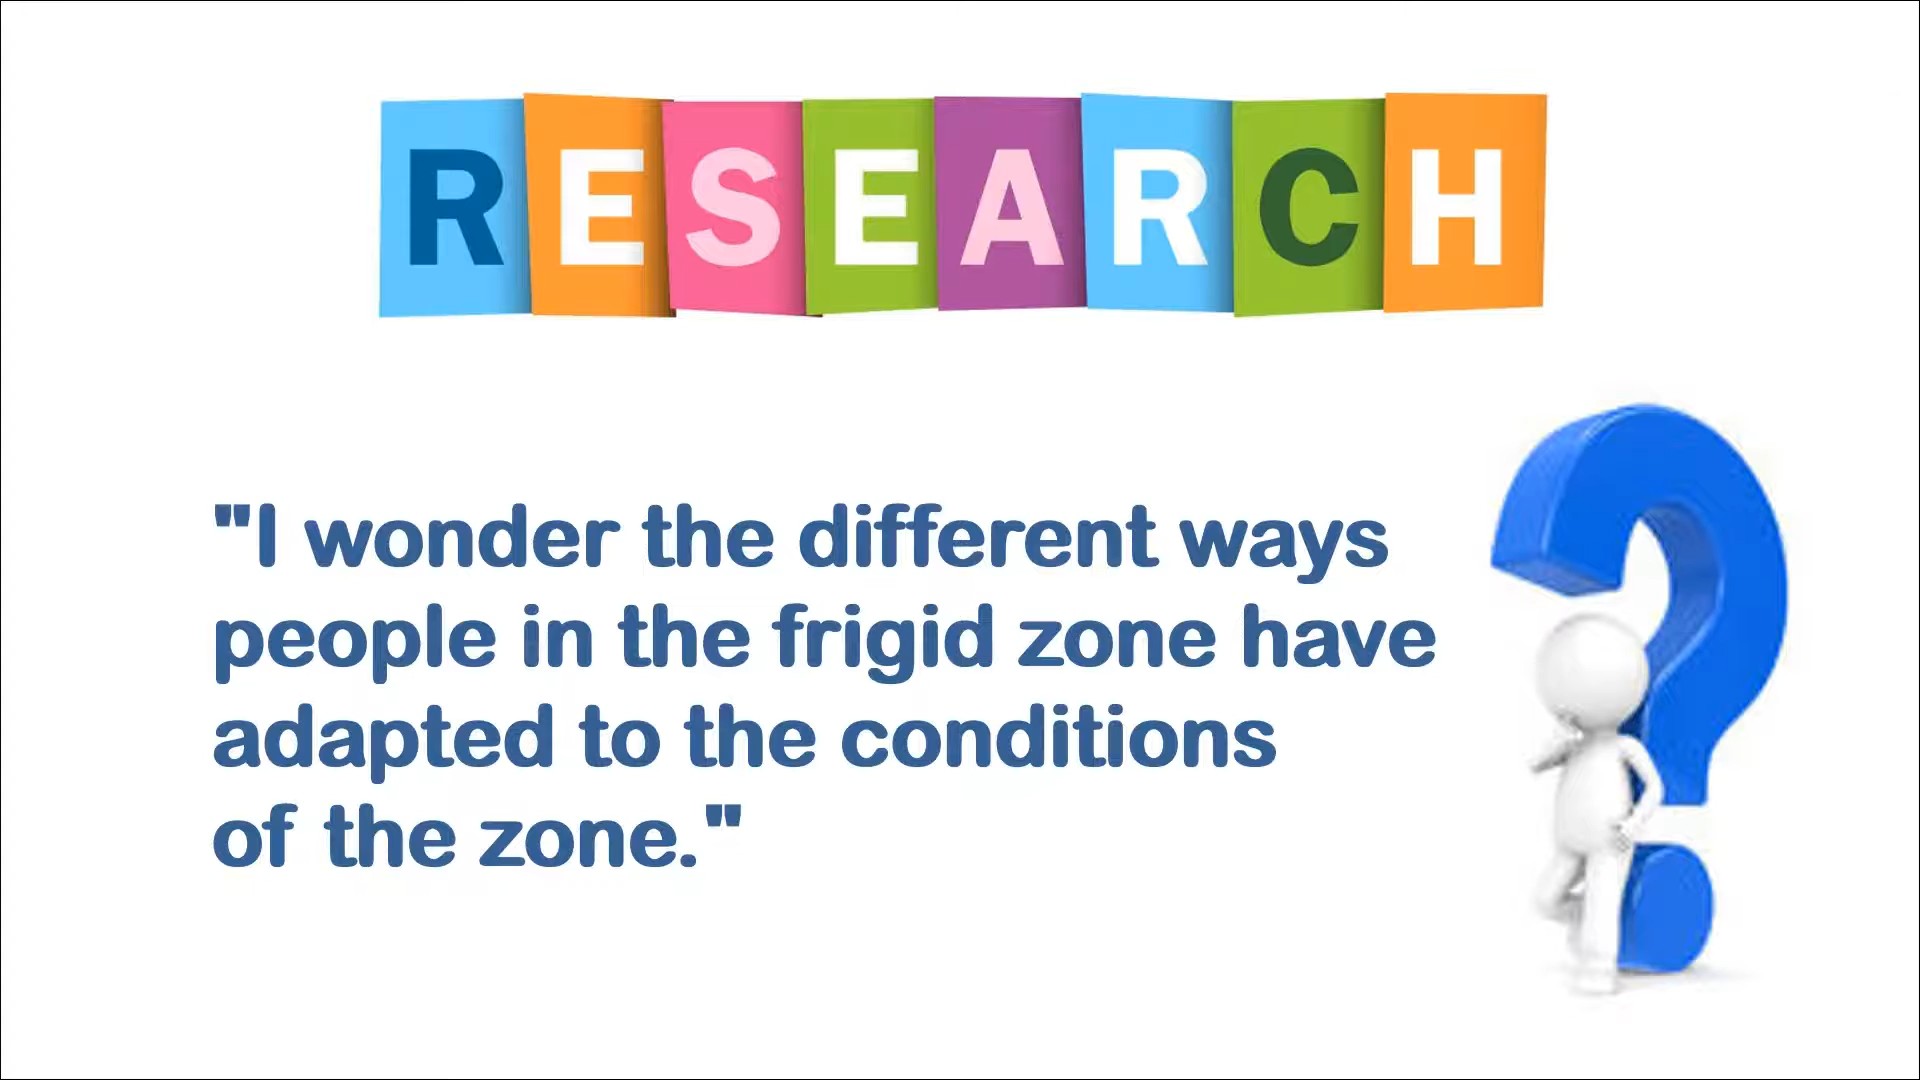 RESEARCH
"I wonder the different ways
people in the frigid zone have
adapted to the conditions
of the zone."